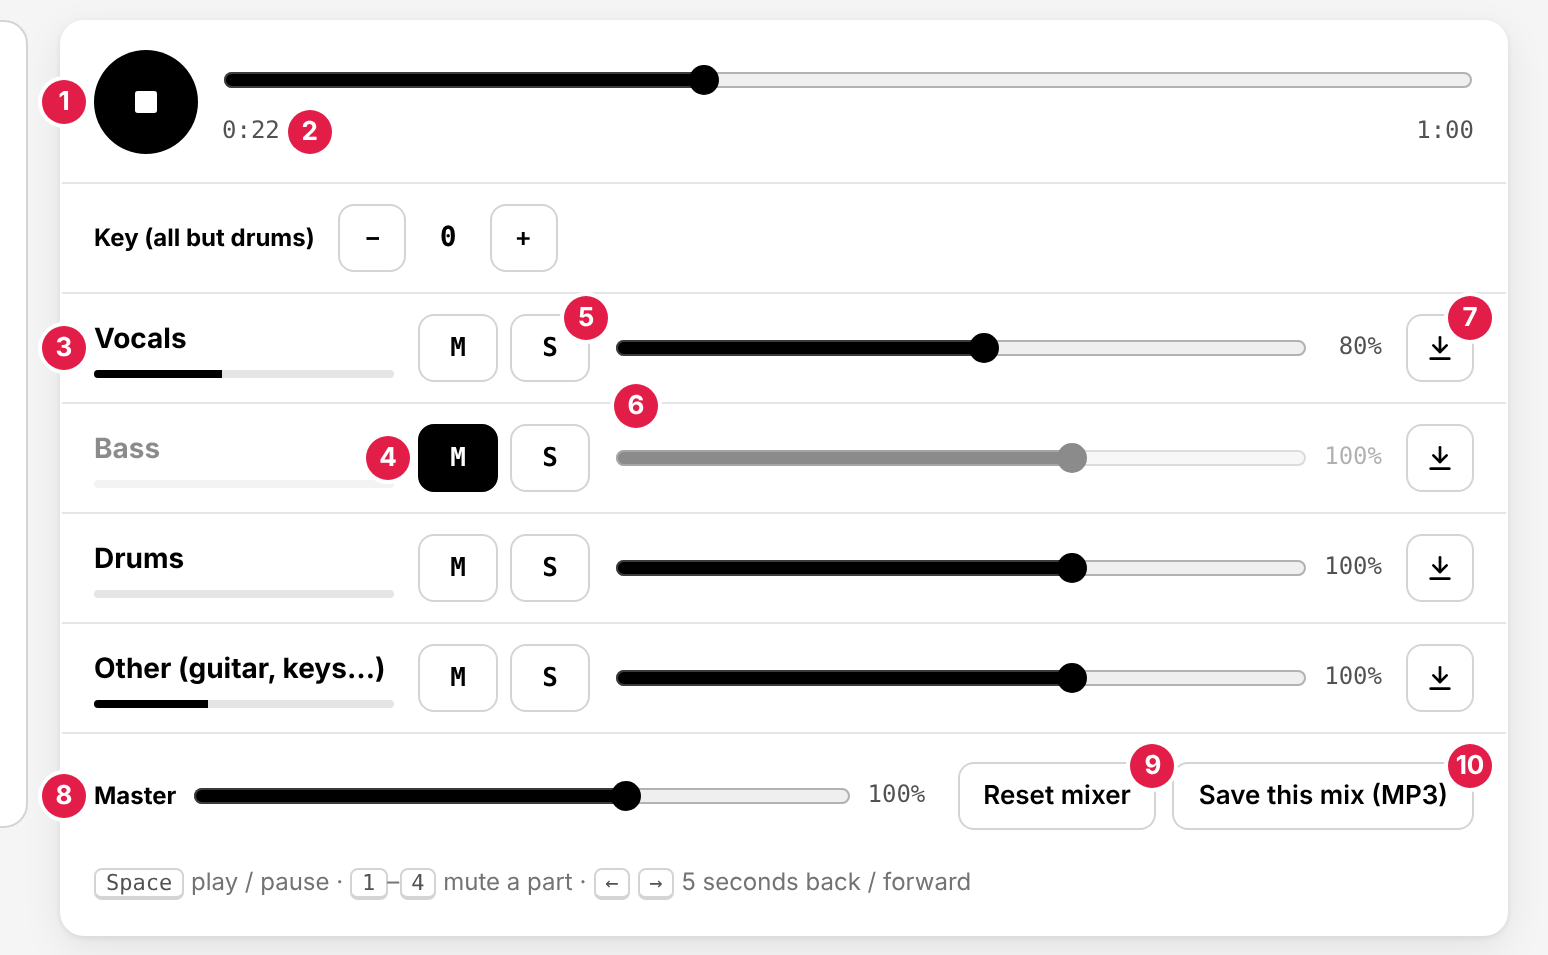 1
0:22 2 1:00
Key (all but drums) − 0 +
3 Vocals M S 5 80% 7
6
Bass 4 M S 100%
Drums M S 100%
Other (guitar, keys…) M S 100%
8 Master 100% Reset mixer 9 Save this mix (MP3) 10
Space play / pause · 1–4 mute a part · ← → 5 seconds back / forward